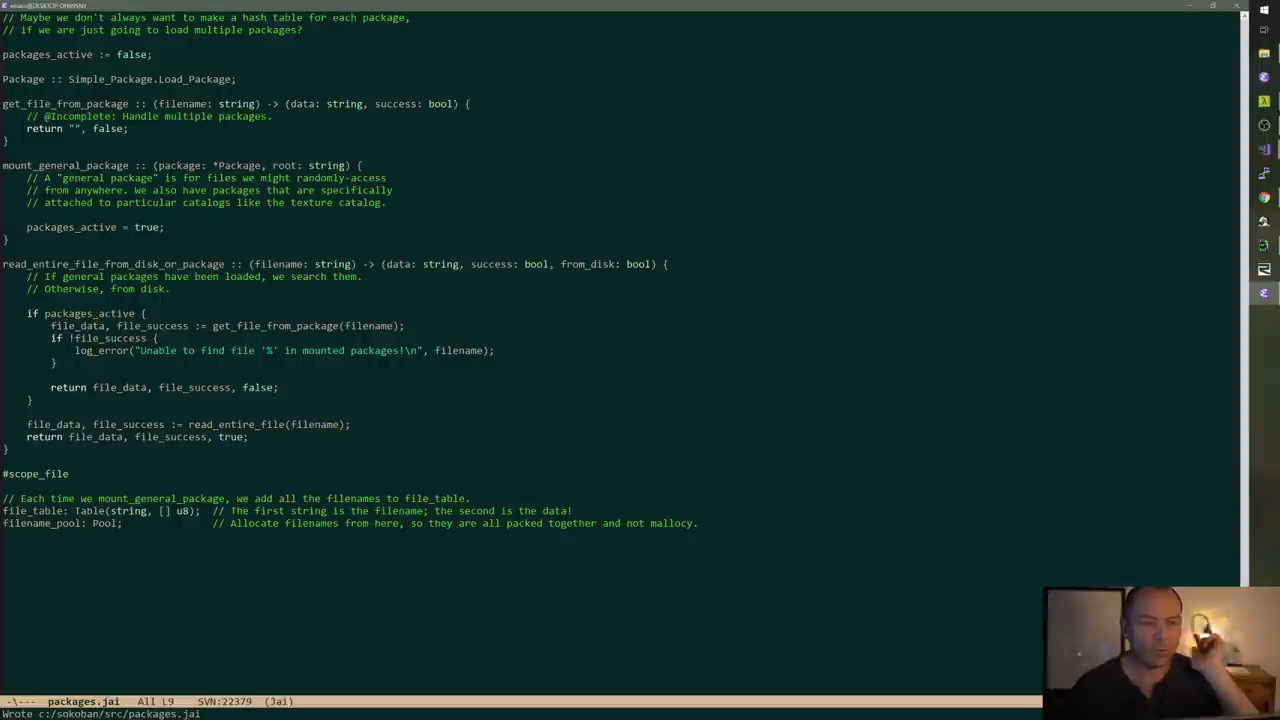 // Maybe we don't always want to make a hash table for each package,
// if we are just going to load multiple packages?
packages_active := false;
Package :: Simple_Package.Load_Package;
get_file_from_package :: (filename: string) -> (data: string, success: bool) {
// @Incomplete: Handle multiple packages.
return "", false;
}
mount_general_package :: (package: *Package, root: string) {
// A "general package" is for files we might randomly-access
// from anywhere. We also have packages that are specifically
// attached to particular catalogs like the texture catalog.
packages_active = true;
}
read_entire_file_from_disk_or_package :: (filename: string) -> (data: string, success: bool, from_disk: bool) {
// If general packages have been loaded, we search them.
// Otherwise, from disk.
if packages_active {
file_data, file_success := get_file_from_package(filename);
if !file_success {
log_error("Unable to find file '%' in mounted packages!\n", filename);
}
return file_data, file_success, false;
}
file_data, file_success := read_entire_file(filename);
return file_data, file_success, true;
}
#scope_file
// Each time we mount_general_package, we add all the filenames to file_table.
file_table: Table(string, [] u8); // The first string is the filename; the second is the data!
filename_pool: Pool; // Allocate filenames from here, so they are all packed together and not mallocy.
-\--- packages.jai All L9 SVN:22379 (Jai)
Wrote c:/sokoban/src/packages.jai